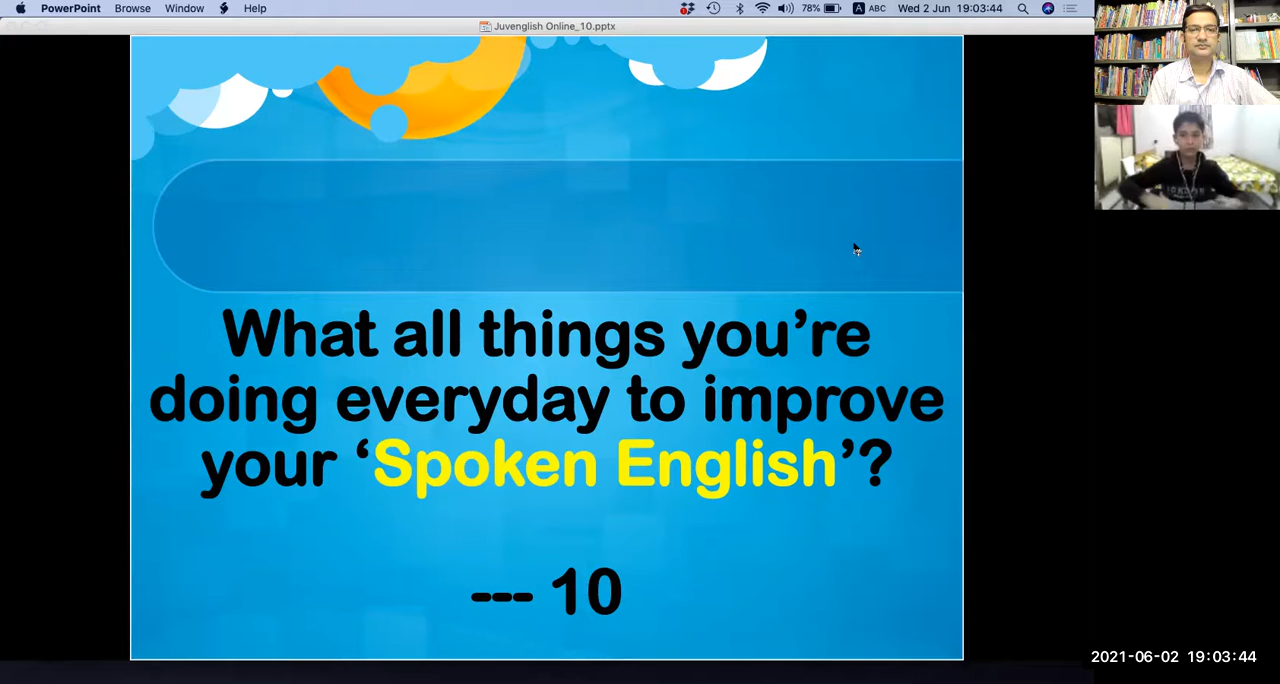 PowerPoint Browse Window Help 78% A ABC Wed 2 Jun 19:03:44
Juvenglish Online_10.pptx
What all things you're
doing everyday to improve
your ‘Spoken English’?
--- 10
2021-06-02 19:03:44